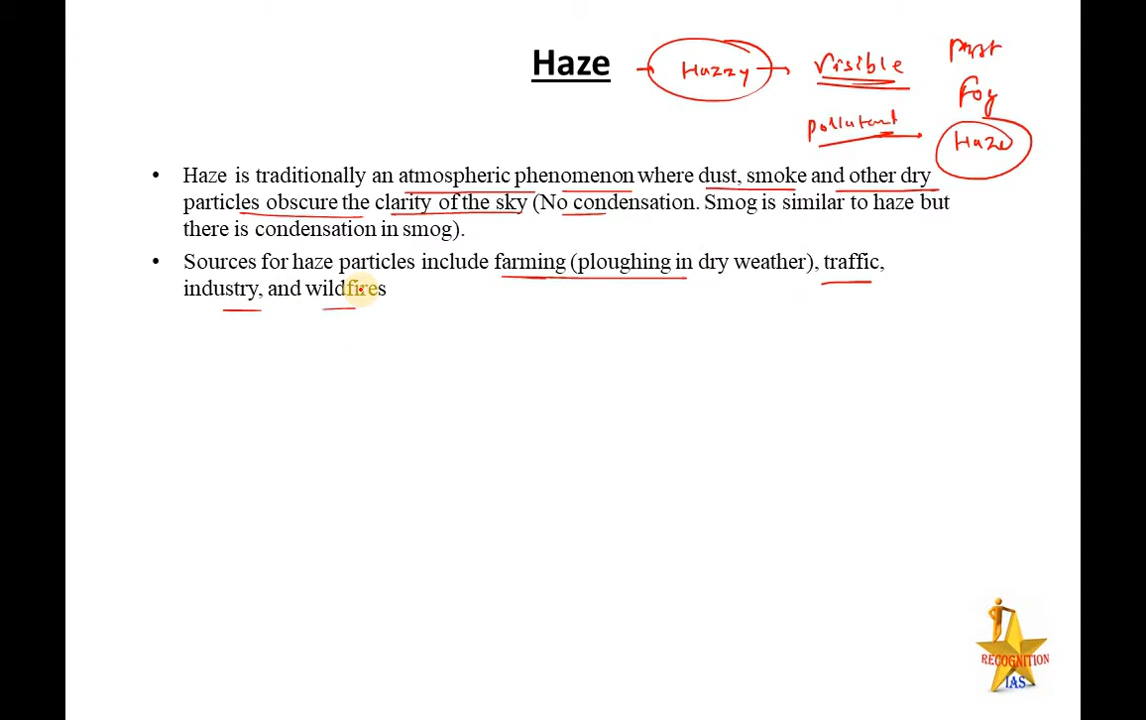 Haze
Hazzy
visible
Mist
Fog
pollutant
Haze
• Haze is traditionally an atmospheric phenomenon where dust, smoke and other dry
particles obscure the clarity of the sky (No condensation. Smog is similar to haze but
there is condensation in smog).
• Sources for haze particles include farming (ploughing in dry weather), traffic,
industry, and wildfires
RECOGNITION
IAS